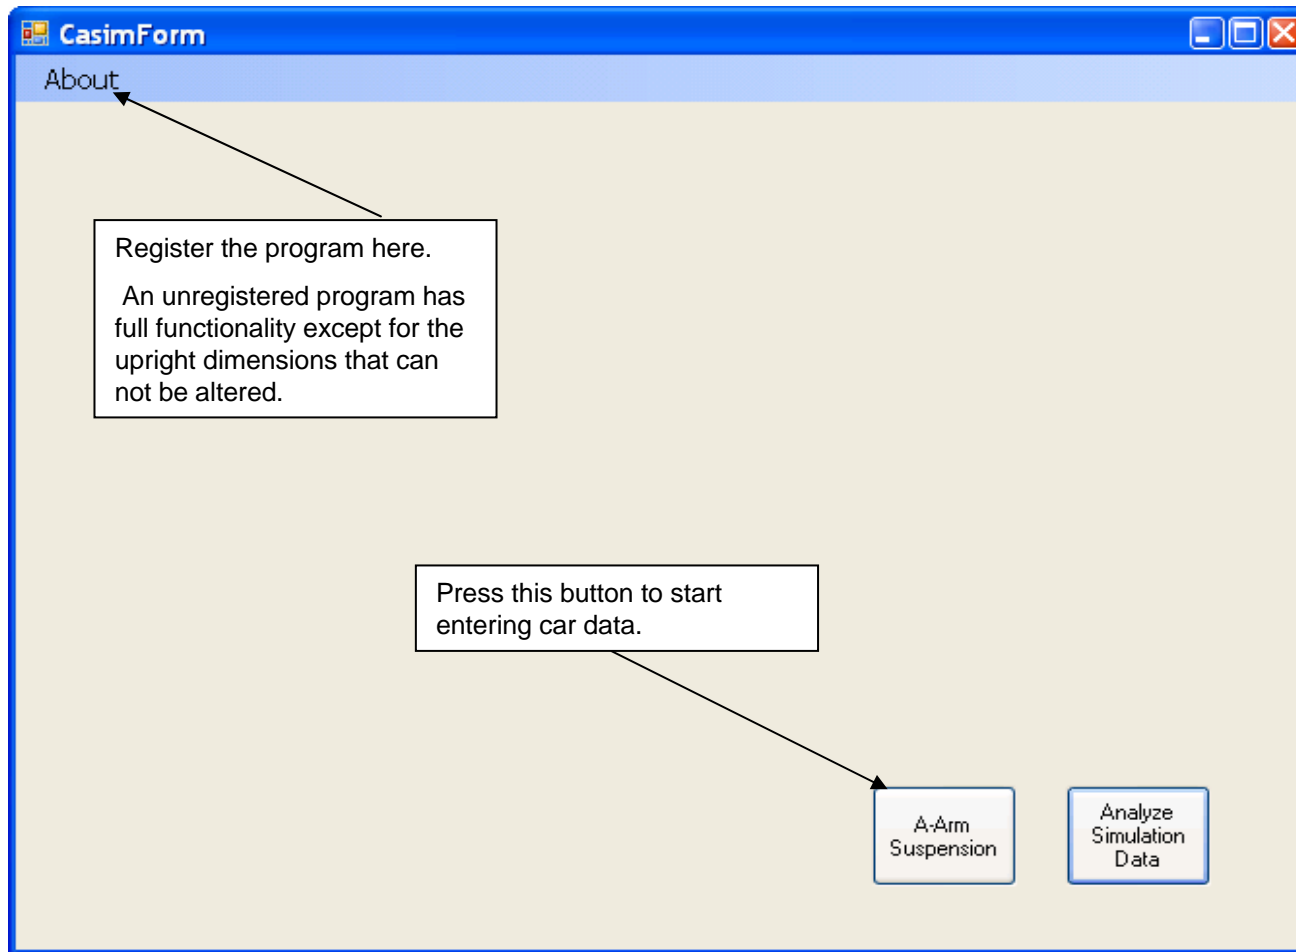 CasimForm
About
Register the program here.
An unregistered program has
full functionality except for the
upright dimensions that can
not be altered.
Press this button to start
entering car data.
A-Arm
Suspension
Analyze
Simulation
Data